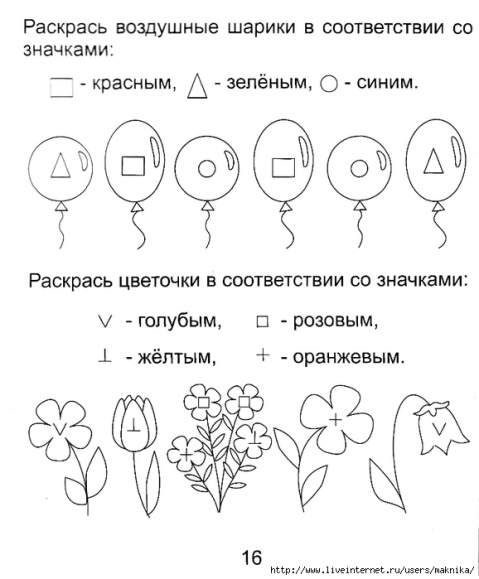 Раскрась воздушные шарики в соответствии со
значками:
- красным, - зелёным, - синим.
Раскрась цветочки в соответствии со значками:
- голубым, - розовым,
- жёлтым, - оранжевым.
16
http://www.liveinternet.ru/users/maknika/